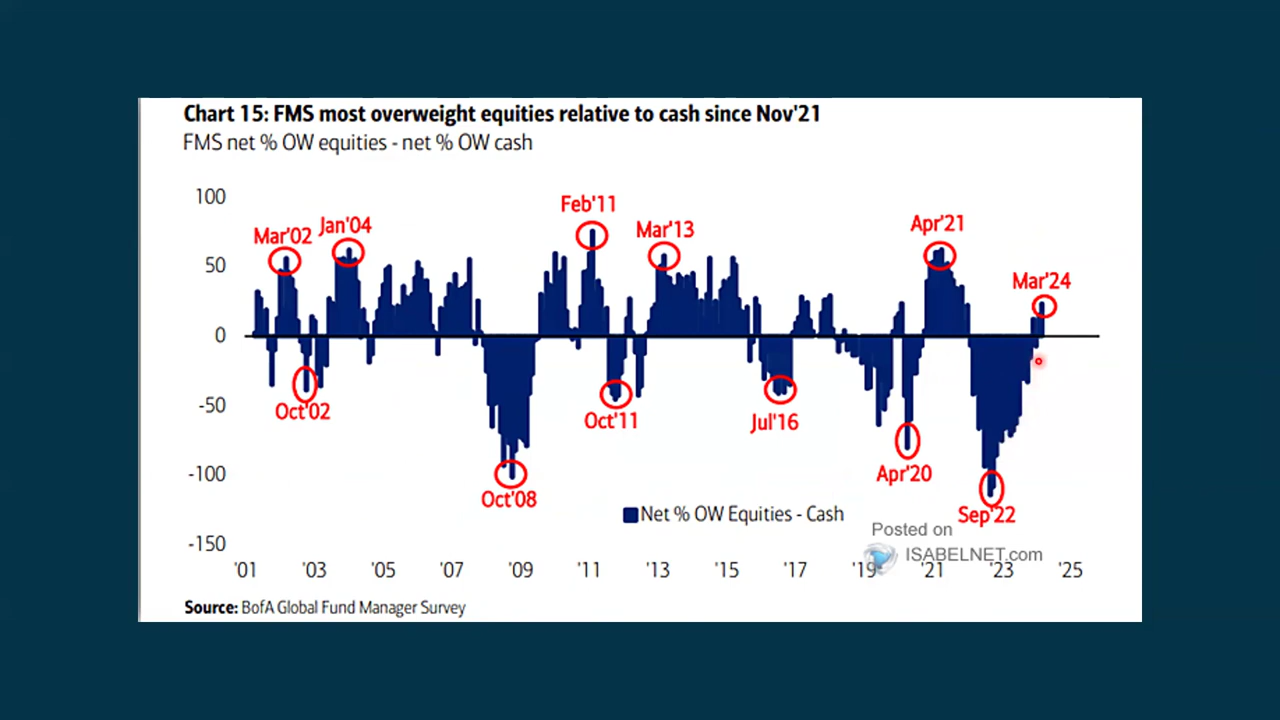 Chart 15: FMS most overweight equities relative to cash since Nov'21
FMS net % OW equities - net % OW cash
100
50
0
-50
-100
-150
Mar'02
Jan'04
Feb'11
Mar'13
Apr'21
Mar'24
Oct'02
Oct'11
Jul'16
Apr'20
Oct'08
Sep'22
Net % OW Equities - Cash
Posted on
ISABELNET.com
'01 '03 '05 '07 '09 '11 '13 '15 '17 '19 '21 '23 '25
Source: BofA Global Fund Manager Survey